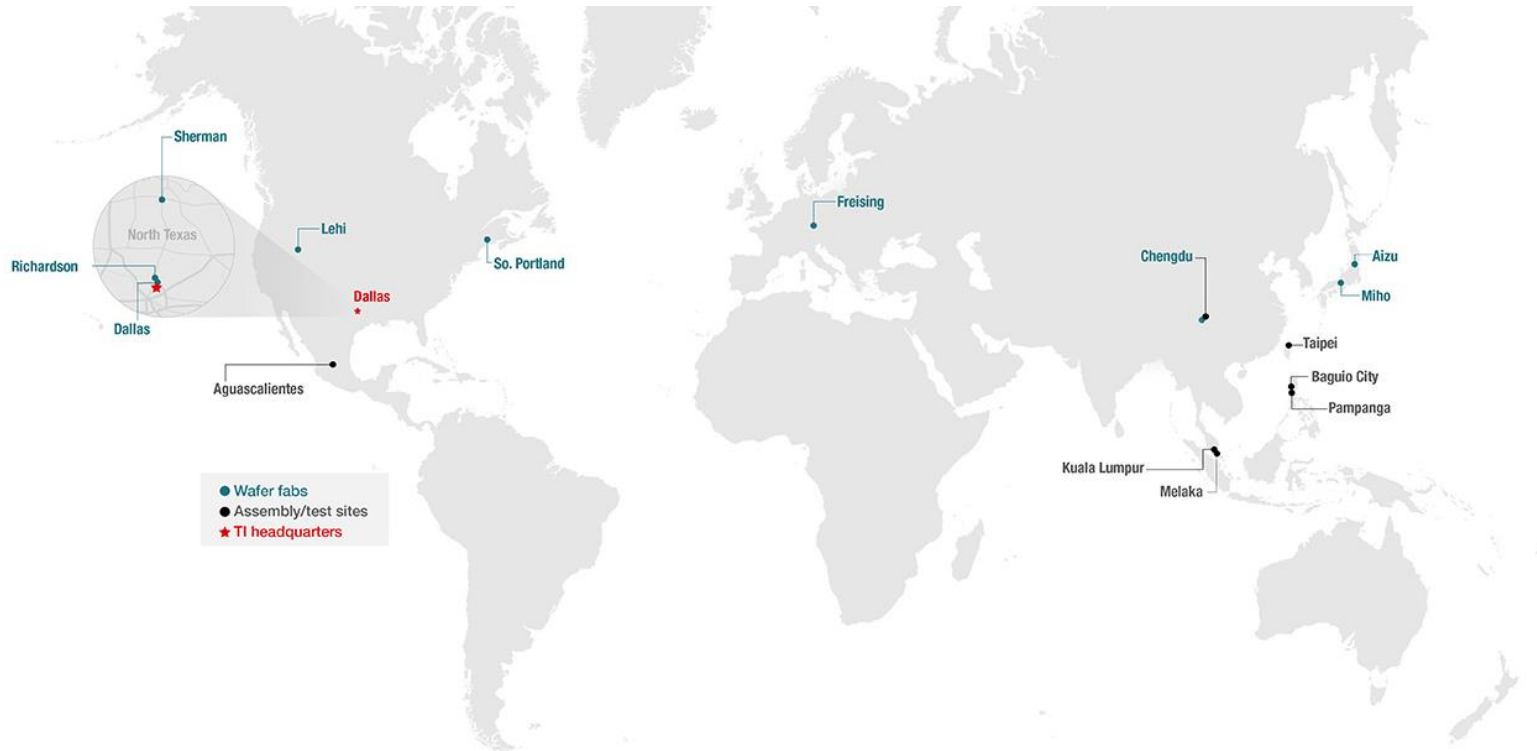 Sherman
North Texas
Richardson
Dallas
Lehi
So. Portland
Dallas
Aguascalientes
Freising
Chengdu
Aizu
Miho
Taipei
Baguio City
Pampanga
Kuala Lumpur
Melaka
Wafer fabs
Assembly/test sites
TI headquarters